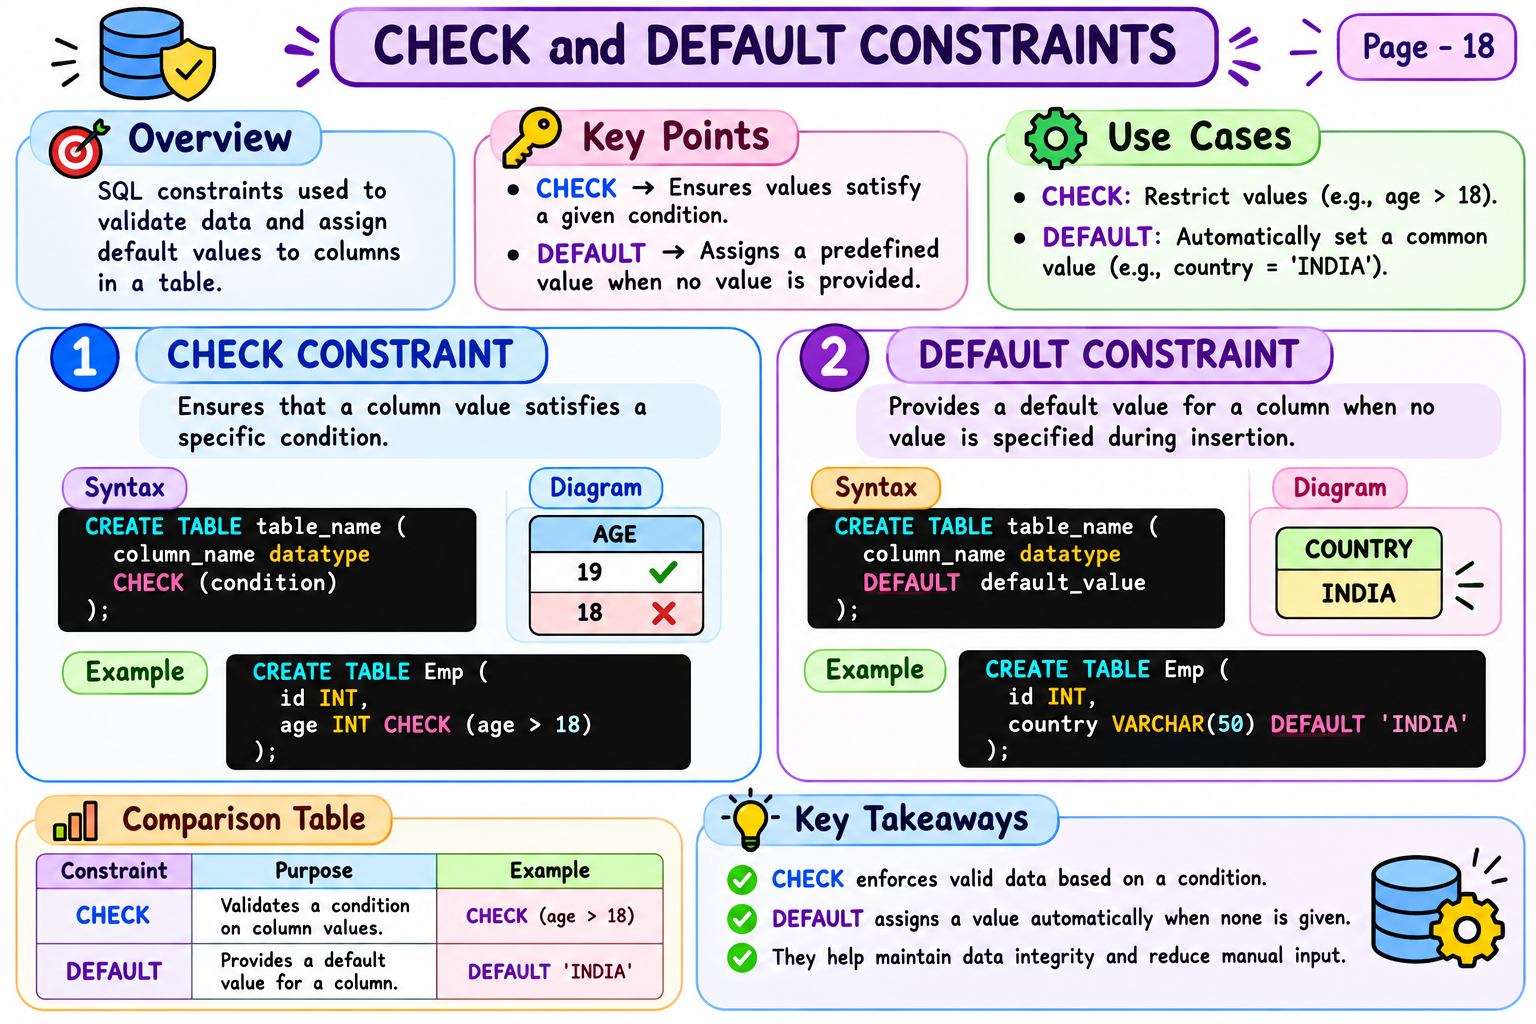 CHECK and DEFAULT CONSTRAINTS
Page - 18
Overview
SQL constraints used to
validate data and assign
default values to columns
in a table.
Key Points
• CHECK → Ensures values satisfy
a given condition.
• DEFAULT → Assigns a predefined
value when no value is provided.
Use Cases
• CHECK: Restrict values (e.g., age > 18).
• DEFAULT: Automatically set a common
value (e.g., country = 'INDIA').
1 CHECK CONSTRAINT
Ensures that a column value satisfies a
specific condition.
Syntax
CREATE TABLE table_name (
column_name datatype
CHECK (condition)
);
Diagram
AGE
19 ✓
18 ✗
Example
CREATE TABLE Emp (
id INT,
age INT CHECK (age > 18)
);
2 DEFAULT CONSTRAINT
Provides a default value for a column when no
value is specified during insertion.
Syntax
CREATE TABLE table_name (
column_name datatype
DEFAULT default_value
);
Diagram
COUNTRY
INDIA
Example
CREATE TABLE Emp (
id INT,
country VARCHAR(50) DEFAULT 'INDIA'
);
Comparison Table
Constraint Purpose Example
CHECK Validates a condition
on column values. CHECK (age > 18)
DEFAULT Provides a default
value for a column. DEFAULT 'INDIA'
Key Takeaways
CHECK enforces valid data based on a condition.
DEFAULT assigns a value automatically when none is given.
They help maintain data integrity and reduce manual input.